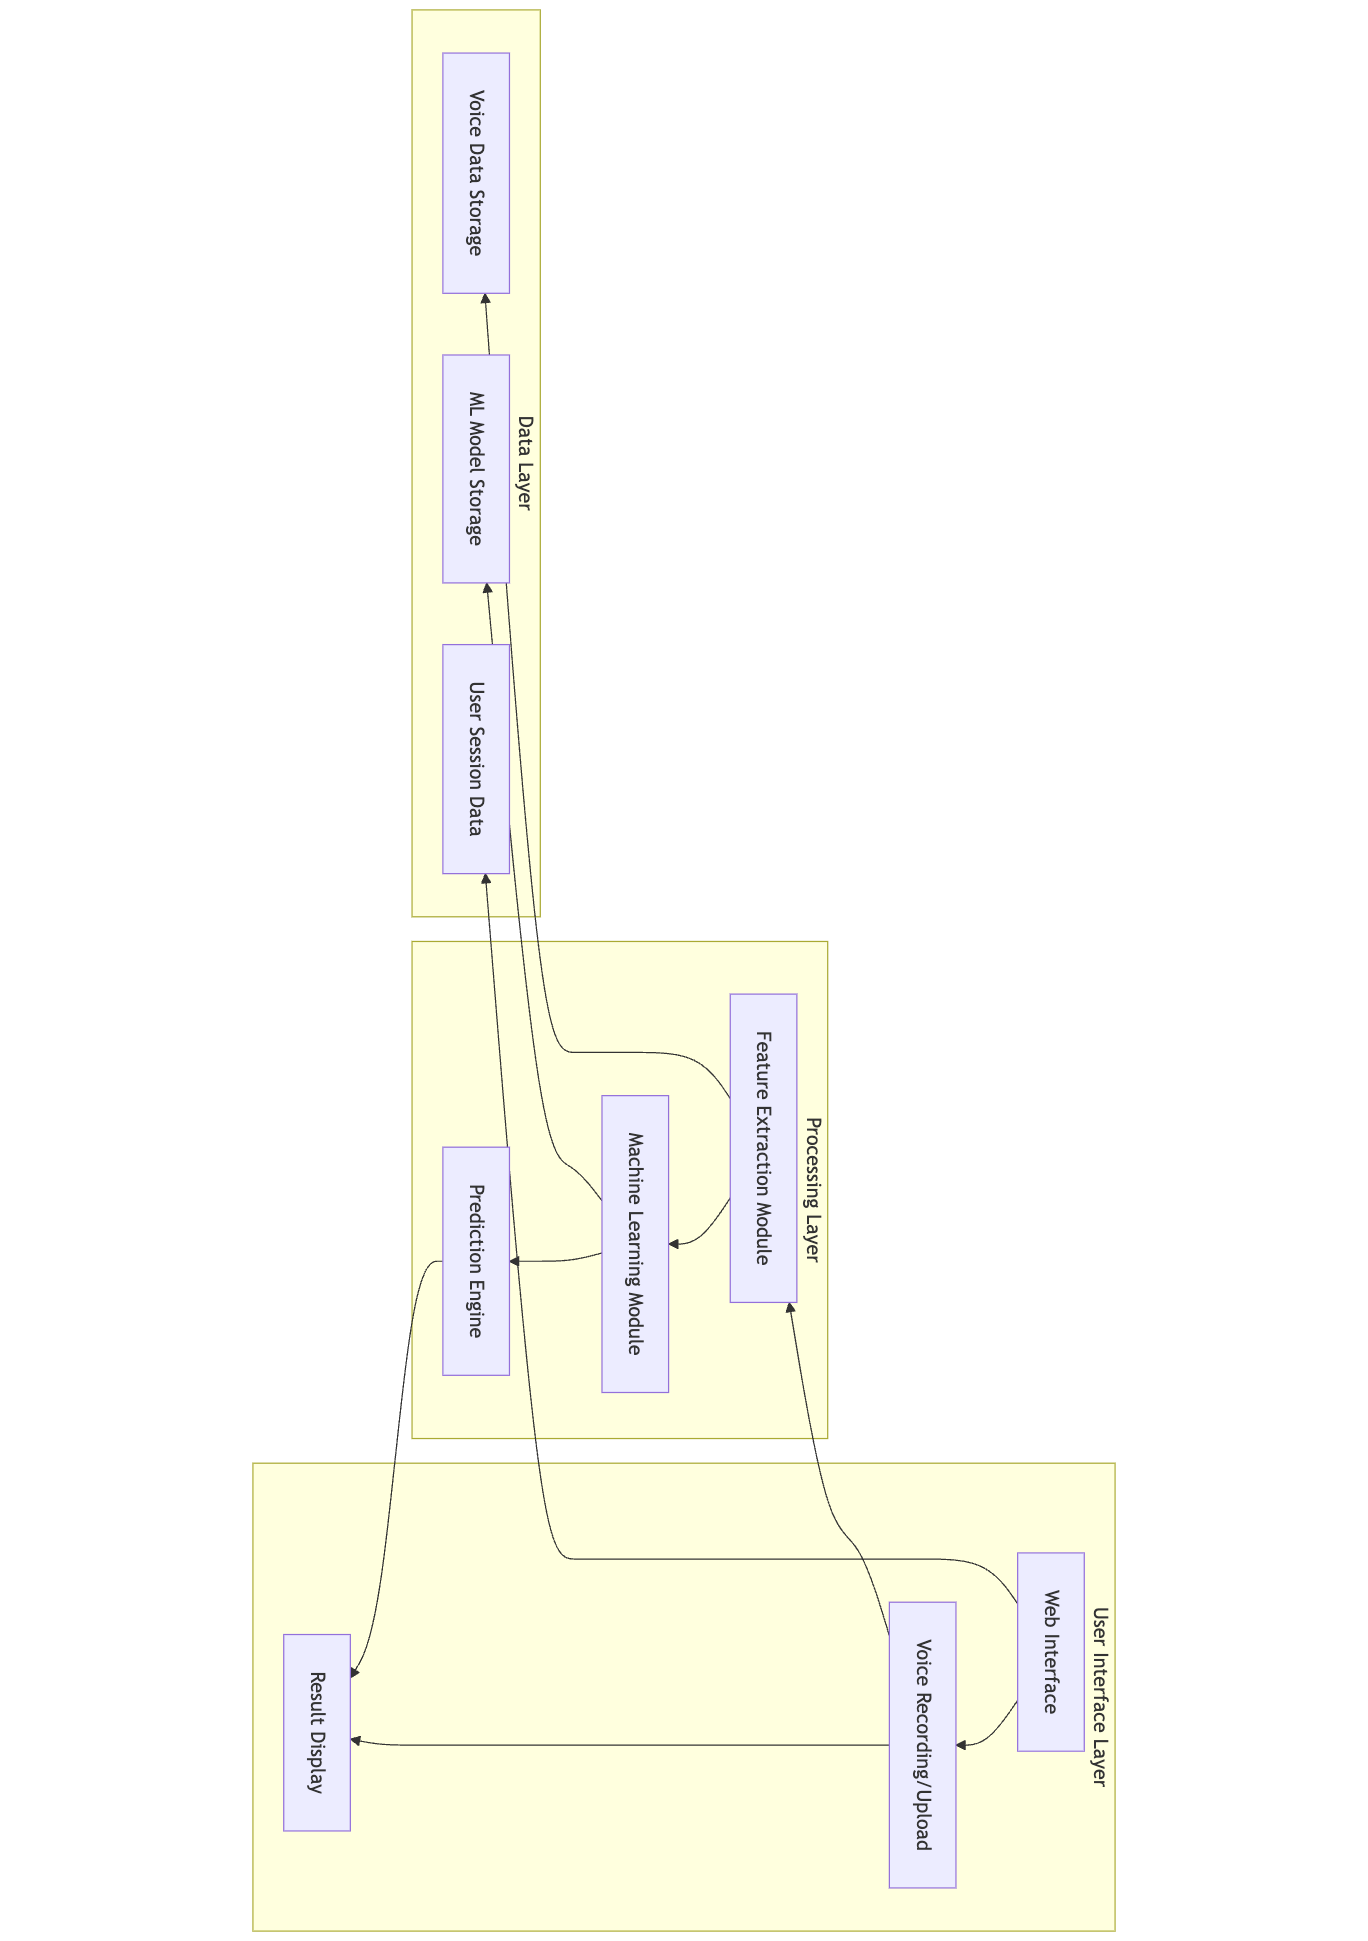 Data Layer
Voice Data Storage
ML Model Storage
User Session Data
Processing Layer
Feature Extraction Module
Machine Learning Module
Prediction Engine
User Interface Layer
Web Interface
Voice Recording/Upload
Result Display